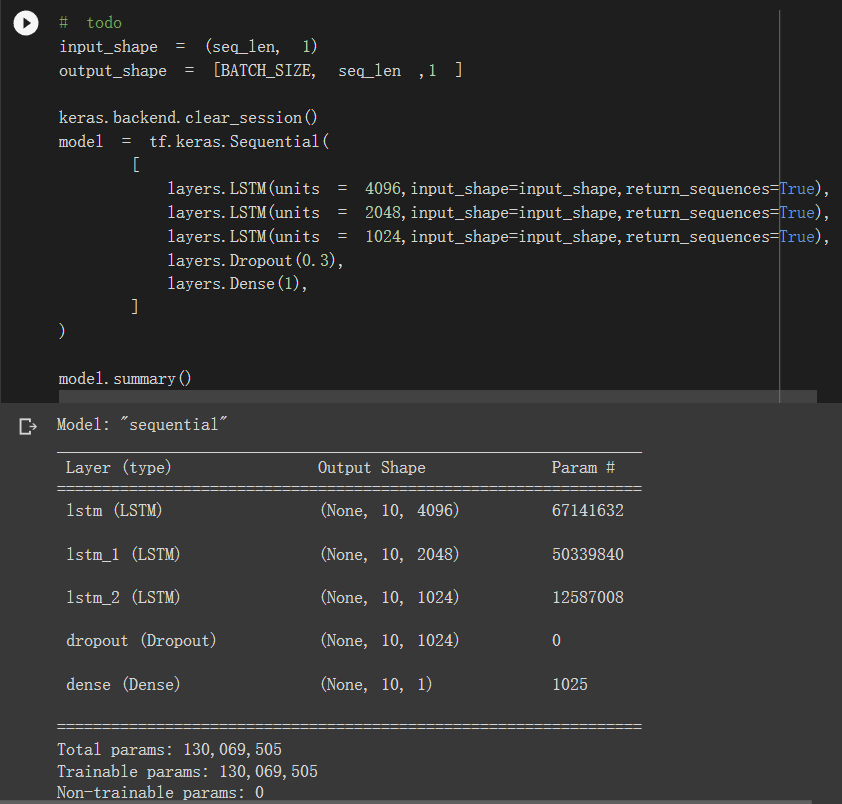 # todo
input_shape = (seq_len, 1)
output_shape = [BATCH_SIZE, seq_len ,1 ]
keras.backend.clear_session()
model = tf.keras.Sequential(
[
layers.LSTM(units = 4096,input_shape=input_shape,return_sequences=True),
layers.LSTM(units = 2048,input_shape=input_shape,return_sequences=True),
layers.LSTM(units = 1024,input_shape=input_shape,return_sequences=True),
layers.Dropout(0.3),
layers.Dense(1),
]
)
model.summary()
Model: "sequential"
Layer (type) Output Shape Param #
=================================================================
lstm (LSTM) (None, 10, 4096) 67141632
lstm_1 (LSTM) (None, 10, 2048) 50339840
lstm_2 (LSTM) (None, 10, 1024) 12587008
dropout (Dropout) (None, 10, 1024) 0
dense (Dense) (None, 10, 1) 1025
=================================================================
Total params: 130,069,505
Trainable params: 130,069,505
Non-trainable params: 0